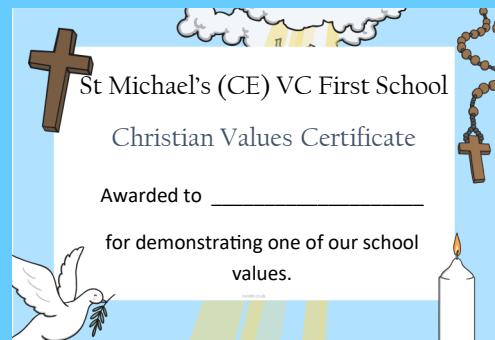 St Michael's (CE) VC First School
Christian Values Certificate
Awarded to ____________________
for demonstrating one of our school
values.